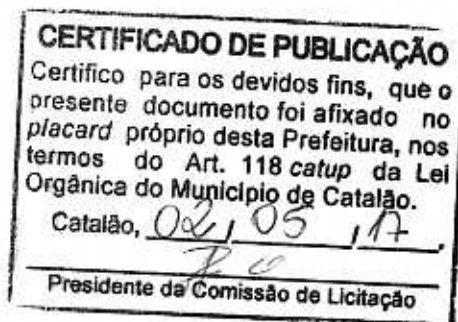 CERTIFICADO DE PUBLICAÇÃO
Certifico para os devidos fins, que o
presente documento foi afixado no
placard próprio desta Prefeitura, nos
termos do Art. 118 catup da Lei
Orgânica do Município de Catalão.
Catalão, 02, 05, 17.
Presidente da Comissão de Licitação